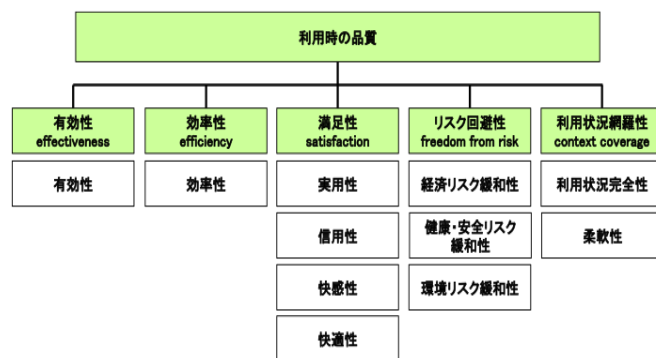 利用時の品質
有効性
effectiveness
効率性
efficiency
満足性
satisfaction
リスク回避性
freedom from risk
利用状況網羅性
context coverage
有効性
効率性
実用性
経済リスク緩和性
利用状況完全性
信用性
健康・安全リスク
緩和性
柔軟性
快感性
環境リスク緩和性
快適性